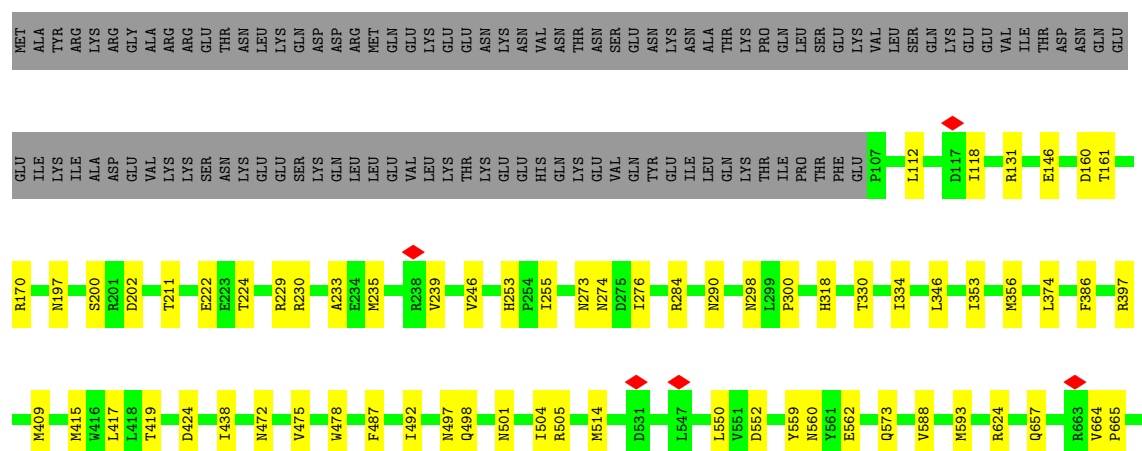 MET ALA TYR ARG LYS ARG GLY ALA ARG ARG GLU THR ASN LEU LYS GLN ASP ASP ARG MET GLN GLU LYS GLU GLU ASN LYS ASN VAL ASN THR ASN SER GLU ASN LYS ASN ALA THR LYS PRO GLN LEU SER GLU LYS VAL LEU SER GLN LYS GLU GLU VAL ILE THR ASP ASN GLN GLU
GLU ILE LYS ILE ALA ASP GLU VAL LYS LYS SER ASN LYS GLU GLU SER LYS GLN LEU LEU GLU VAL LEU LYS THR LYS GLU GLU HIS GLN LYS GLU VAL GLN TYR GLU ILE LEU GLN LYS THR ILE PRO THR PHE GLU P107 L112 D117 I118 R131 E146 D160 T161
R170 N197 S200 R201 D202 T211 E222 E223 T224 R229 R230 A233 E234 M235 R238 V239 V246 H253 P254 I255 N273 N274 D275 I276 R284 N290 N298 L299 P300 H318 T330 I334 L346 I353 M356 L374 F386 R397
M409 M415 W416 L417 L418 T419 D424 I438 N472 V475 W478 F487 I492 N497 Q498 N501 I504 R505 M514 D531 L547 L550 V551 D552 Y559 N560 Y561 E562 Q573 V588 M593 R624 Q657 R663 V664 P665